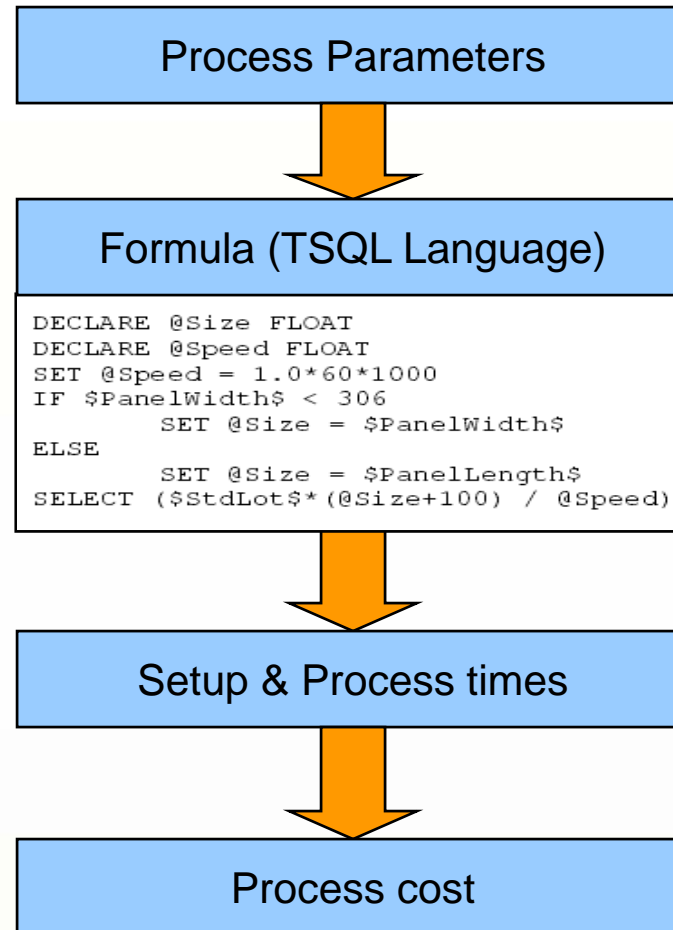 Process Parameters
Formula (TSQL Language)
DECLARE @Size FLOAT
DECLARE @Speed FLOAT
SET @Speed = 1.0*60*1000
IF $PanelWidth$ < 306
        SET @Size = $PanelWidth$
ELSE
        SET @Size = $PanelLength$
SELECT ($StdLot$*(@Size+100) / @Speed)
Setup & Process times
Process cost